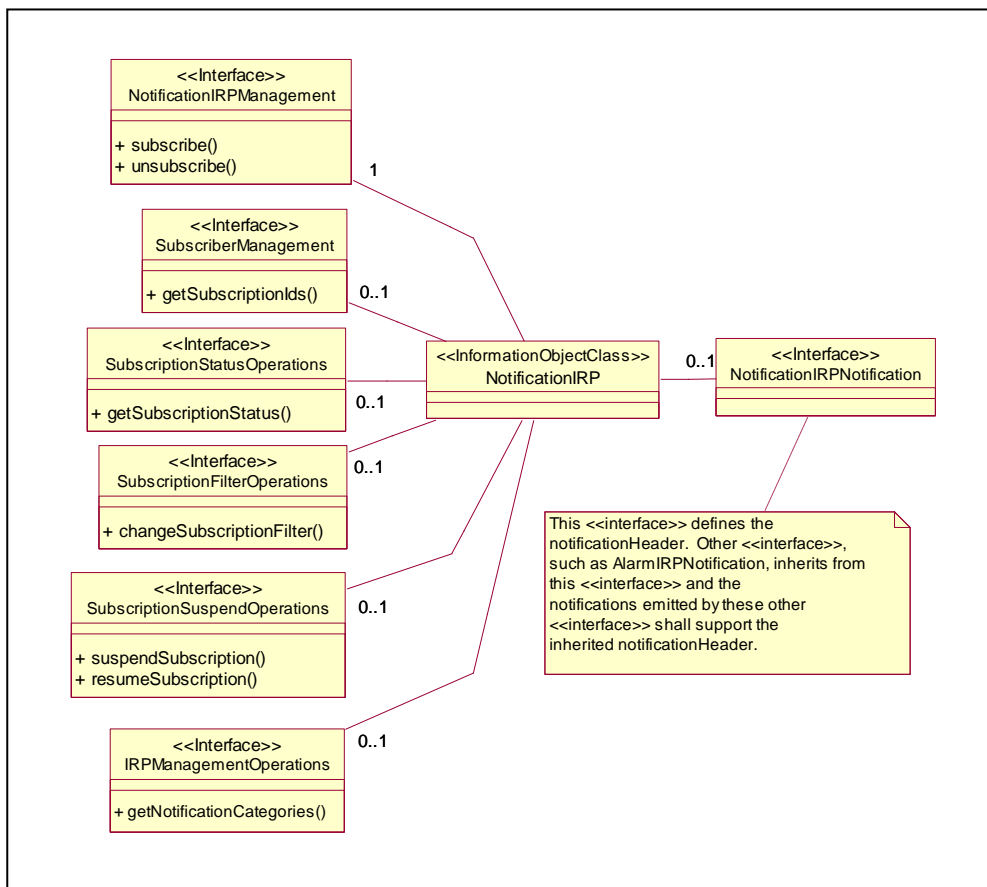 <<Interface>>
NotificationIRPManagement
+ subscribe()
+ unsubscribe()
1
<<Interface>>
SubscriberManagement
+ getSubscriptionIds()
0..1
<<Interface>>
SubscriptionStatusOperations
+ getSubscriptionStatus()
0..1
<<InformationObjectClass>>
NotificationIRP
0..1
<<Interface>>
NotificationIRPNotification
<<Interface>>
SubscriptionFilterOperations
+ changeSubscriptionFilter()
0..1
This <<interface>> defines the
notificationHeader.  Other <<interface>>,
such as AlarmIRPNotification, inherits from
this <<interface>> and the
notifications emitted by these other
<<interface>> shall support the
inherited notificationHeader.
<<Interface>>
SubscriptionSuspendOperations
+ suspendSubscription()
+ resumeSubscription()
0..1
<<Interface>>
IRPManagementOperations
+ getNotificationCategories()
0..1